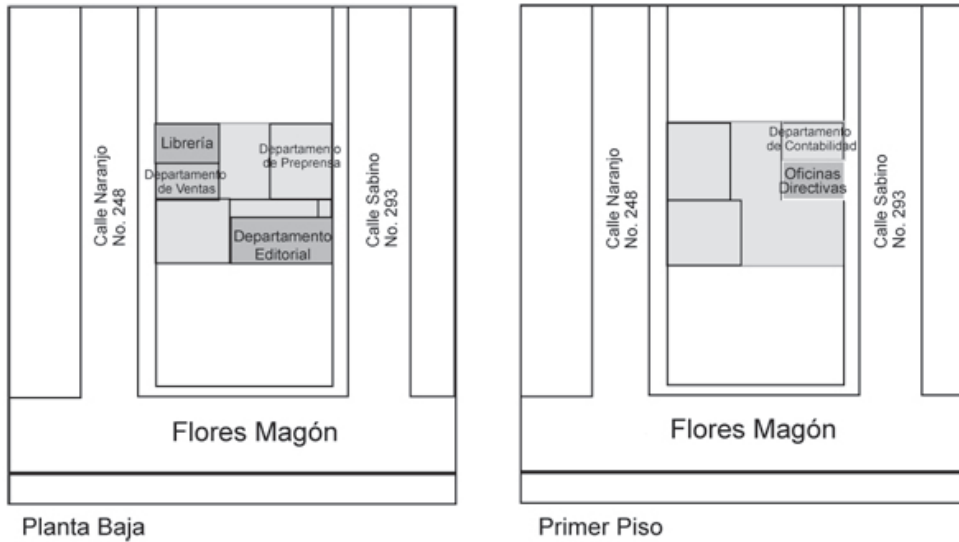 Librería
Departamento
de Ventas
Departamento
de Preprensa
Departamento
Editorial
Calle Naranjo
No. 248
Calle Sabino
No. 293
Flores Magón
Planta Baja
Departamento
de Contabilidad
Oficinas
Directivas
Calle Naranjo
No. 248
Calle Sabino
No. 293
Flores Magón
Primer Piso